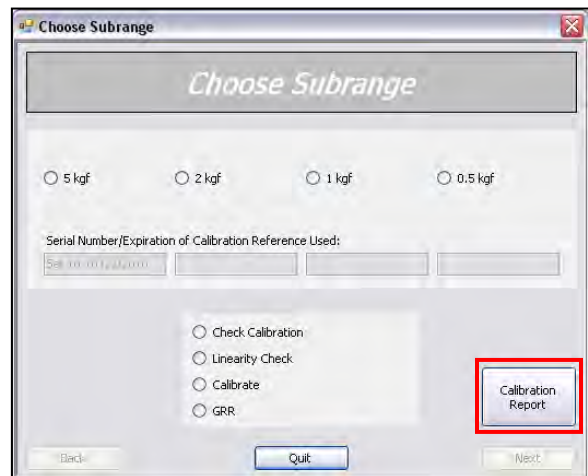 Choose Subrange
Choose Subrange
5 kgf 2 kgf 1 kgf 0.5 kgf
Serial Number/Expiration of Calibration Reference Used:
Check Calibration
Linearity Check
Calibrate
GRR
Calibration
Report
Back Quit Next